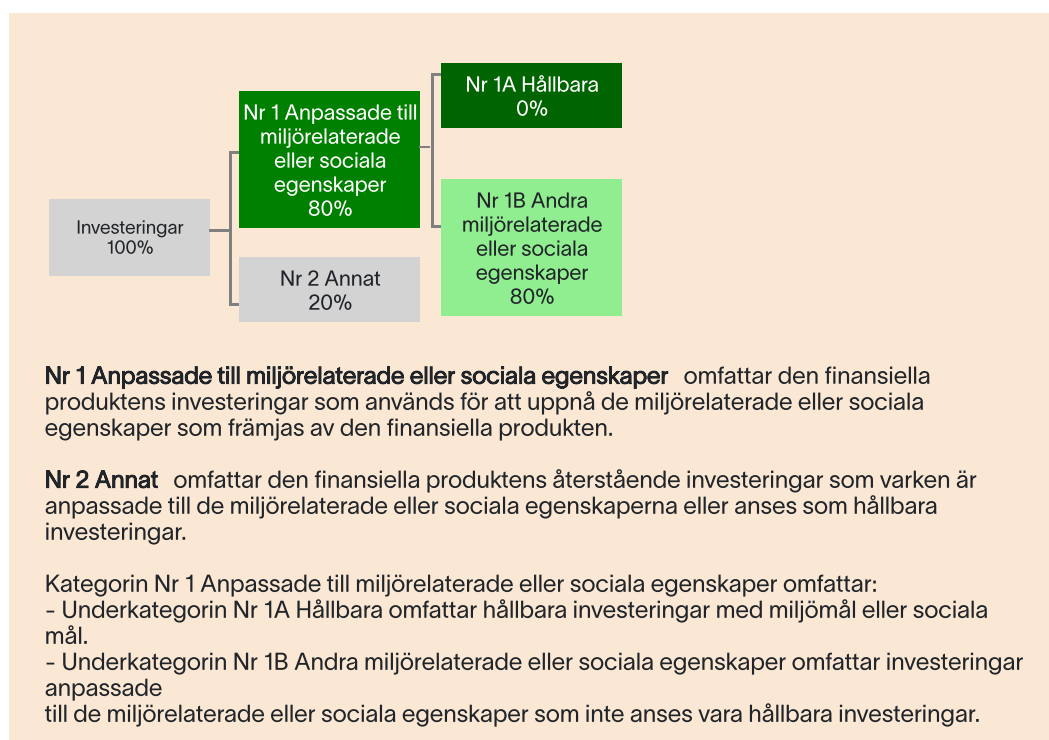 Nr 1A Hållbara
0%
Nr 1 Anpassade till
miljörelaterade
eller sociala
egenskaper
80%
Nr 1B Andra
miljörelaterade
eller sociala
egenskaper
80%
Investeringar
100%
Nr 2 Annat
20%
Nr 1 Anpassade till miljörelaterade eller sociala egenskaper omfattar den finansiella
produktens investeringar som används för att uppnå de miljörelaterade eller sociala
egenskaper som främjas av den finansiella produkten.
Nr 2 Annat omfattar den finansiella produktens återstående investeringar som varken är
anpassade till de miljörelaterade eller sociala egenskaperna eller anses som hållbara
investeringar.
Kategorin Nr 1 Anpassade till miljörelaterade eller sociala egenskaper omfattar:
- Underkategorin Nr 1A Hållbara omfattar hållbara investeringar med miljömål eller sociala
mål.
- Underkategorin Nr 1B Andra miljörelaterade eller sociala egenskaper omfattar investeringar
anpassade
till de miljörelaterade eller sociala egenskaper som inte anses vara hållbara investeringar.